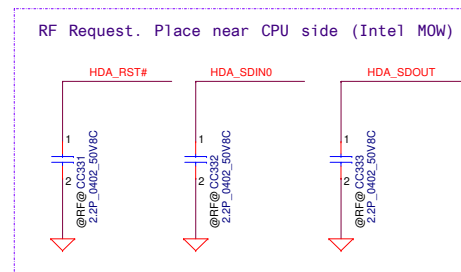 RF Request. Place near CPU side (Intel MOW)
HDA_RST#
HDA_SDIN0
HDA_SDOUT
1
2
@RF@ CC331
2.2P_0402_50V8C
1
2
@RF@ CC332
2.2P_0402_50V8C
1
2
@RF@ CC333
2.2P_0402_50V8C